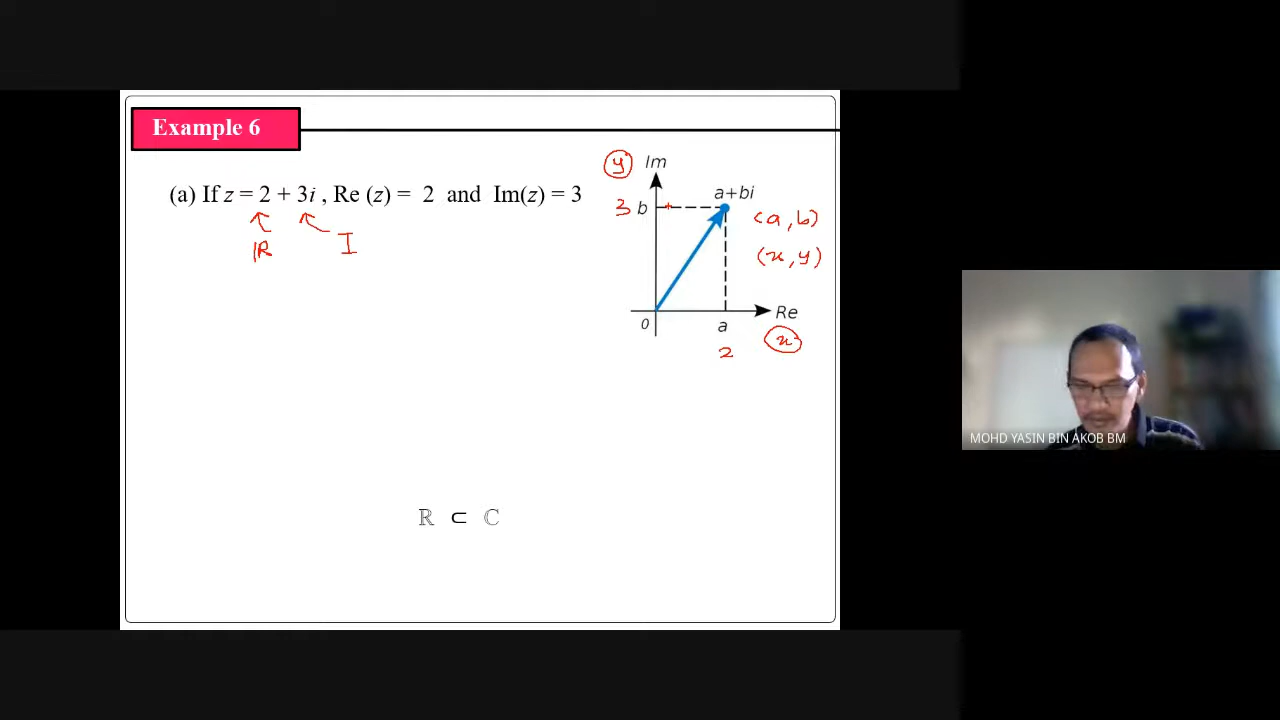 Example 6
(a) If z = 2 + 3i , Re (z) = 2 and Im(z) = 3
R
I
y Im
a+bi
3 b
(a, b)
(x, y)
0
a
Re
2
x
ℝ ⊂ ℂ
MOHD YASIN BIN AKOB BM